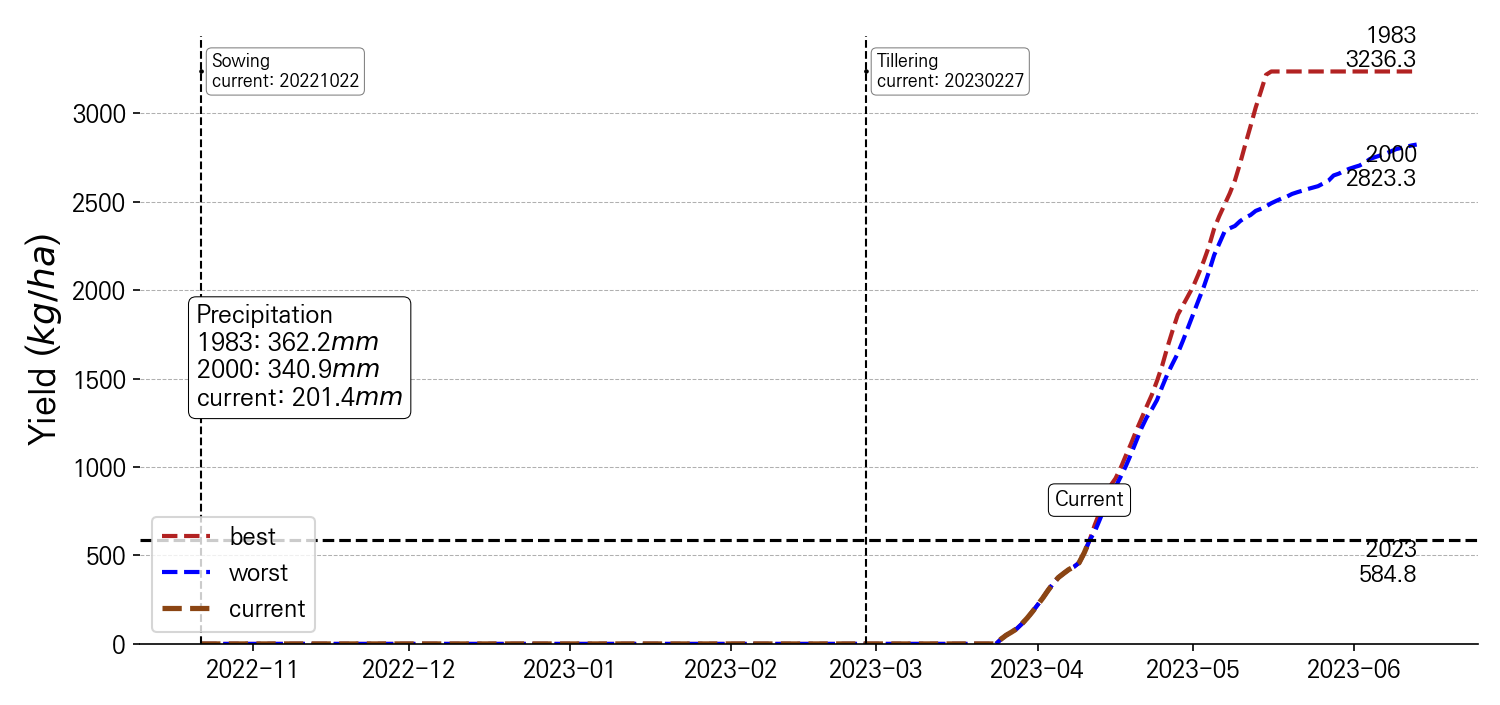 1983
3236.3
Sowing
current: 20221022
Tillering
current: 20230227
3000
2000
2823.3
2500
Yield (kg/ha)
2000
Precipitation
1983: 362.2mm
2000: 340.9mm
current: 201.4mm
1500
1000
Current
best
worst
current
500
2023
584.8
0
2022-11
2022-12
2023-01
2023-02
2023-03
2023-04
2023-05
2023-06